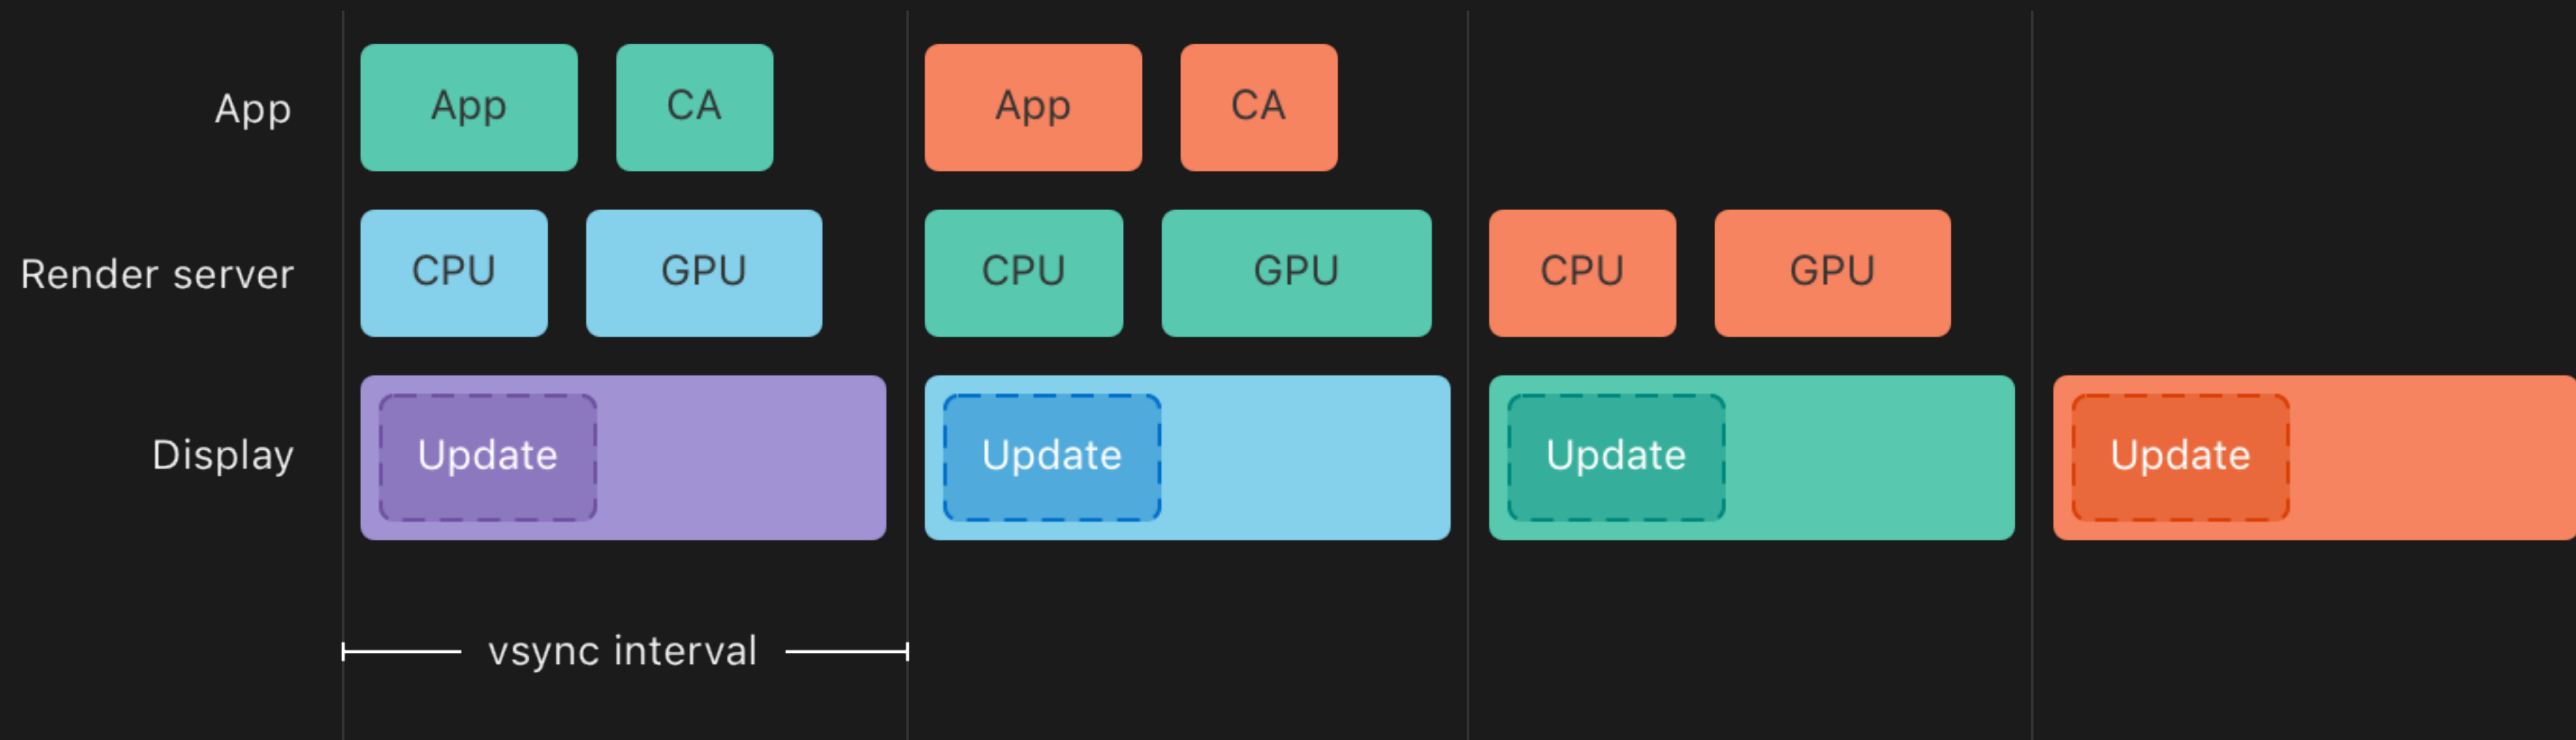 App App CA App CA
Render server CPU GPU CPU GPU CPU GPU
Display Update Update Update Update
vsync interval